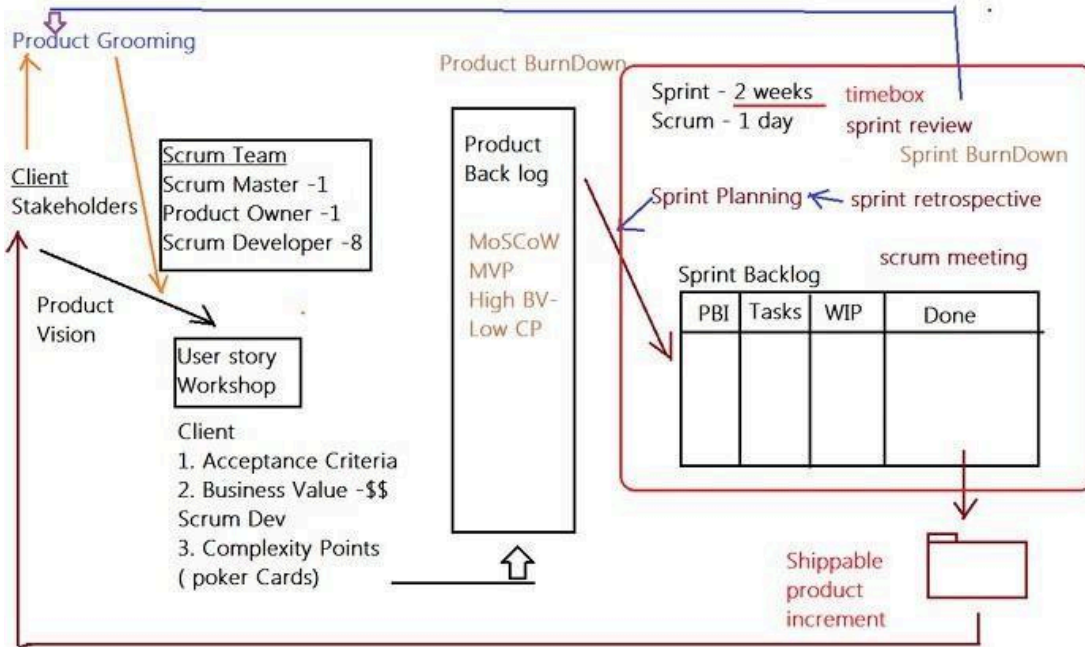 Product Grooming
Client
Stakeholders
Product
Vision
Scrum Team
Scrum Master -1
Product Owner -1
Scrum Developer -8
User story
Workshop
Client
1. Acceptance Criteria
2. Business Value -$$
Scrum Dev
3. Complexity Points
( poker Cards)
Product BurnDown
Product
Back log
MoSCoW
MVP
High BV-
Low CP
Sprint - 2 weeks timebox
Scrum - 1 day sprint review
Sprint BurnDown
Sprint Planning sprint retrospective
scrum meeting
Sprint Backlog
PBI Tasks WIP Done
Shippable
product
increment